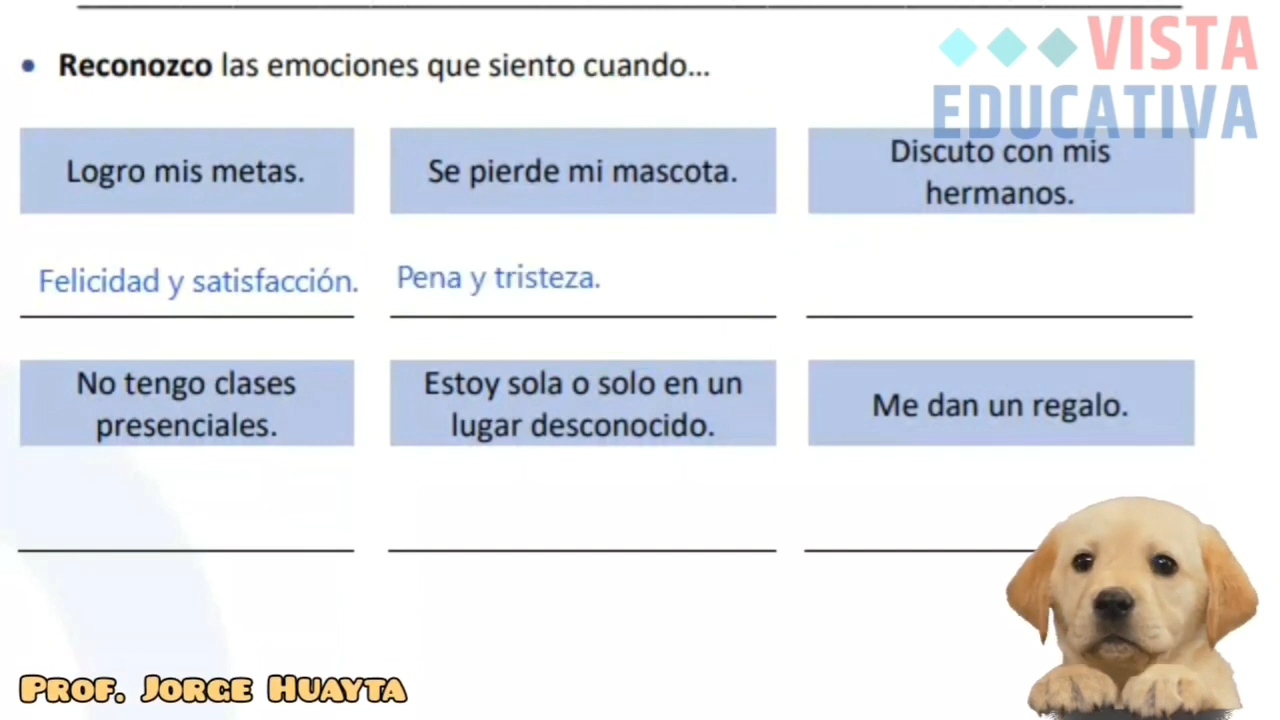 Reconozco las emociones que siento cuando...
VISTA
EDUCATIVA
Logro mis metas.
Se pierde mi mascota.
Discuto con mis
hermanos.
Felicidad y satisfacción.
Pena y tristeza.
No tengo clases
presenciales.
Estoy sola o solo en un
lugar desconocido.
Me dan un regalo.
PROF. JORGE HUAYTA